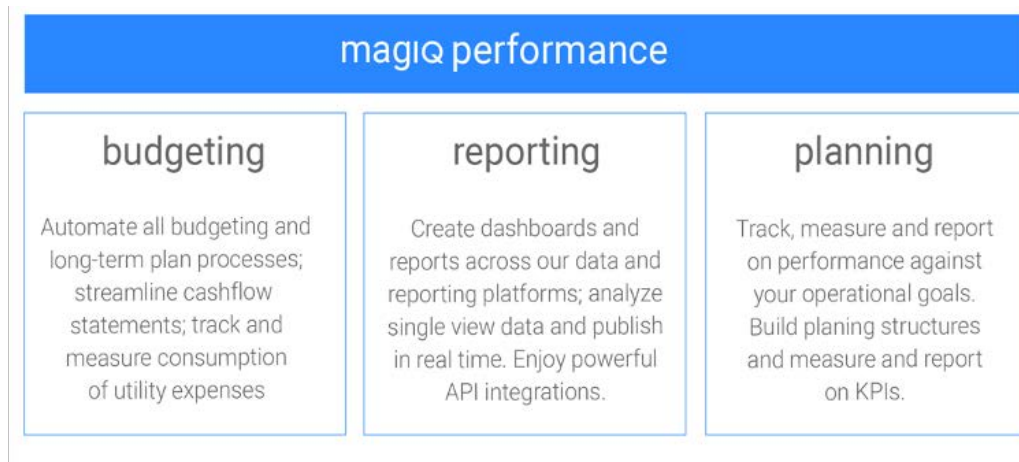 magıQ performance
budgeting
Automate all budgeting and
long-term plan processes;
streamline cashflow
statements; track and
measure consumption
of utility expenses
reporting
Create dashboards and
reports across our data and
reporting platforms; analyze
single view data and publish
in real time. Enjoy powerful
API integrations.
planning
Track, measure and report
on performance against
your operational goals.
Build planing structures
and measure and report
on KPIs.